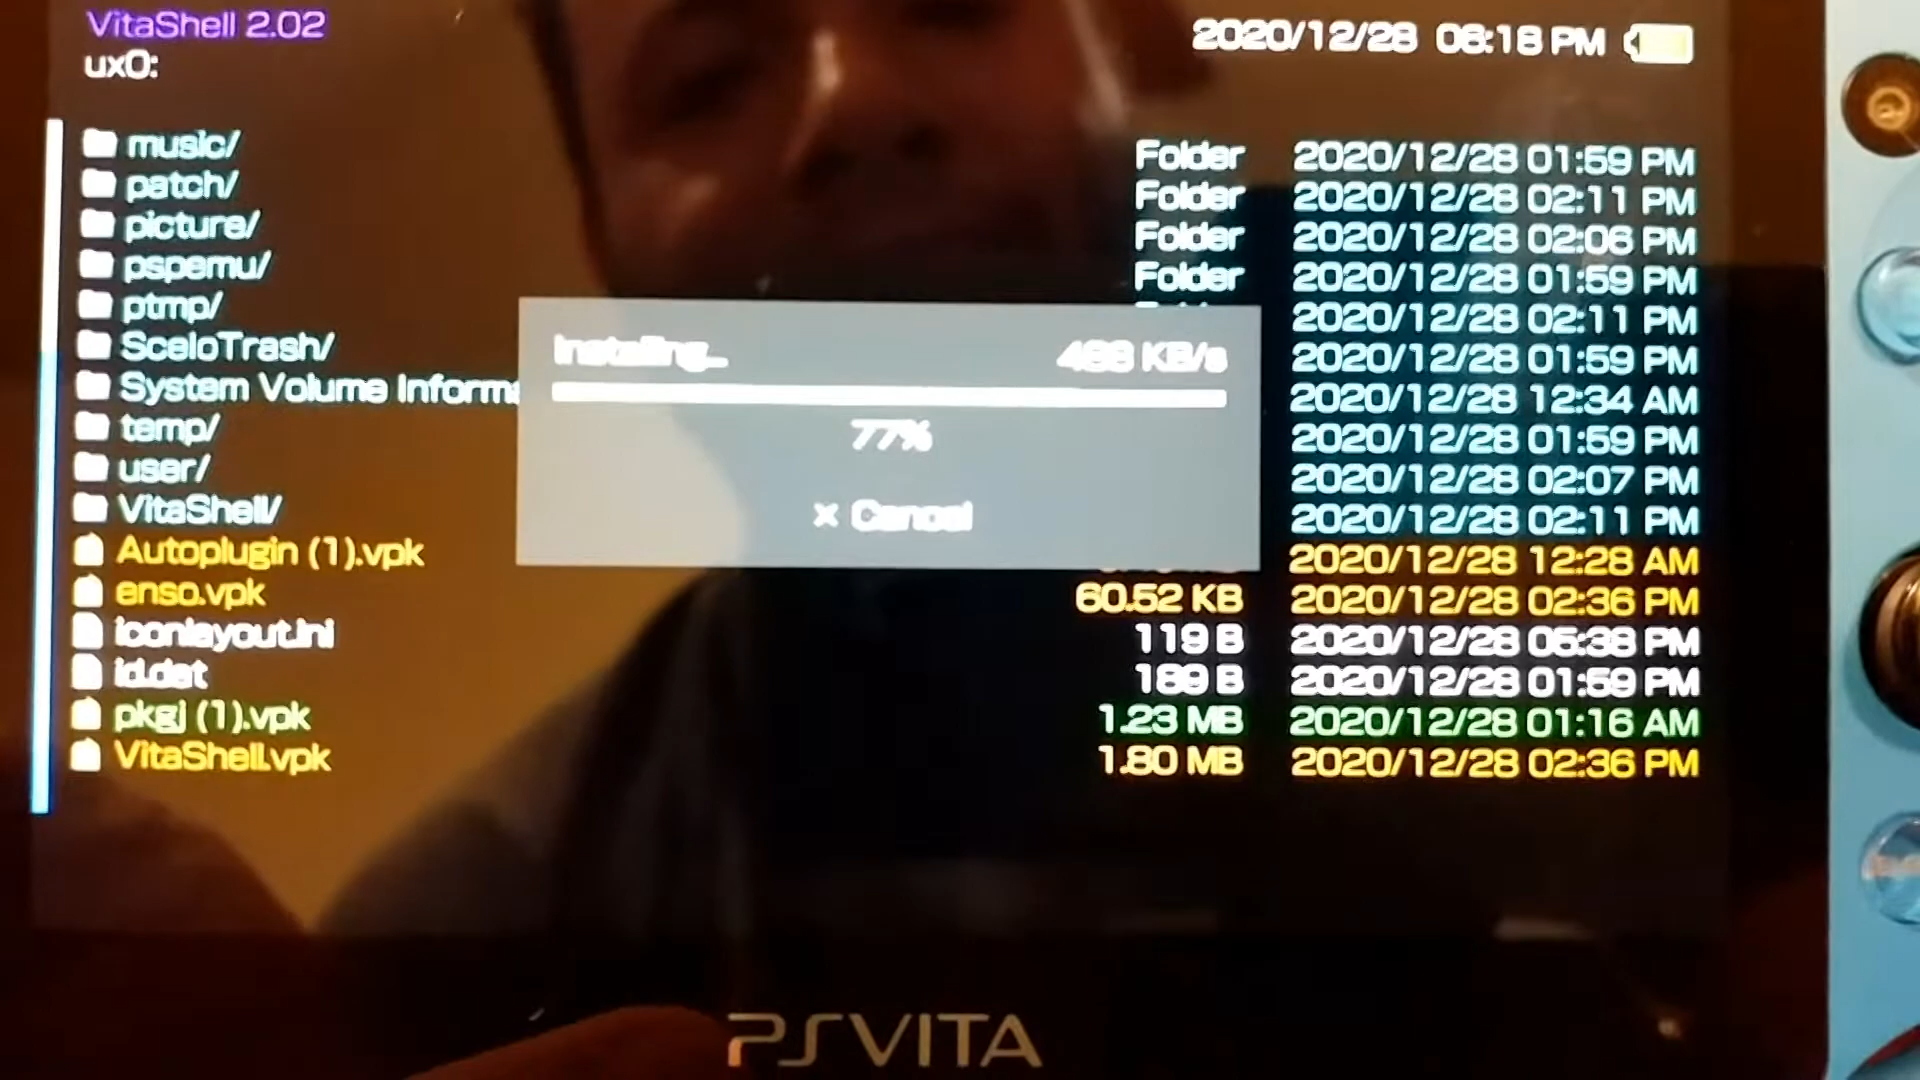 VitaShell 2.02 2020/12/28 08:18 PM
ux0:
music/ Folder 2020/12/28 01:59 PM
patch/ Folder 2020/12/28 02:11 PM
picture/ Folder 2020/12/28 02:06 PM
pspemu/ Folder 2020/12/28 01:59 PM
ptmp/ 2020/12/28 02:11 PM
SceIoTrash/ 2020/12/28 01:59 PM
System Volume Informa 2020/12/28 12:34 AM
temp/ 2020/12/28 01:59 PM
user/ 2020/12/28 02:07 PM
VitaShell/ 2020/12/28 02:11 PM
Autoplugin (1).vpk 2020/12/28 12:28 AM
enso.vpk 60.52 KB 2020/12/28 02:36 PM
iconlayout.ini 119 B 2020/12/28 05:38 PM
id.dat 189 B 2020/12/28 01:59 PM
pkgj (1).vpk 1.23 MB 2020/12/28 01:16 AM
VitaShell.vpk 1.80 MB 2020/12/28 02:36 PM
Installing... KB/s
77%
× Cancel
PSVITA